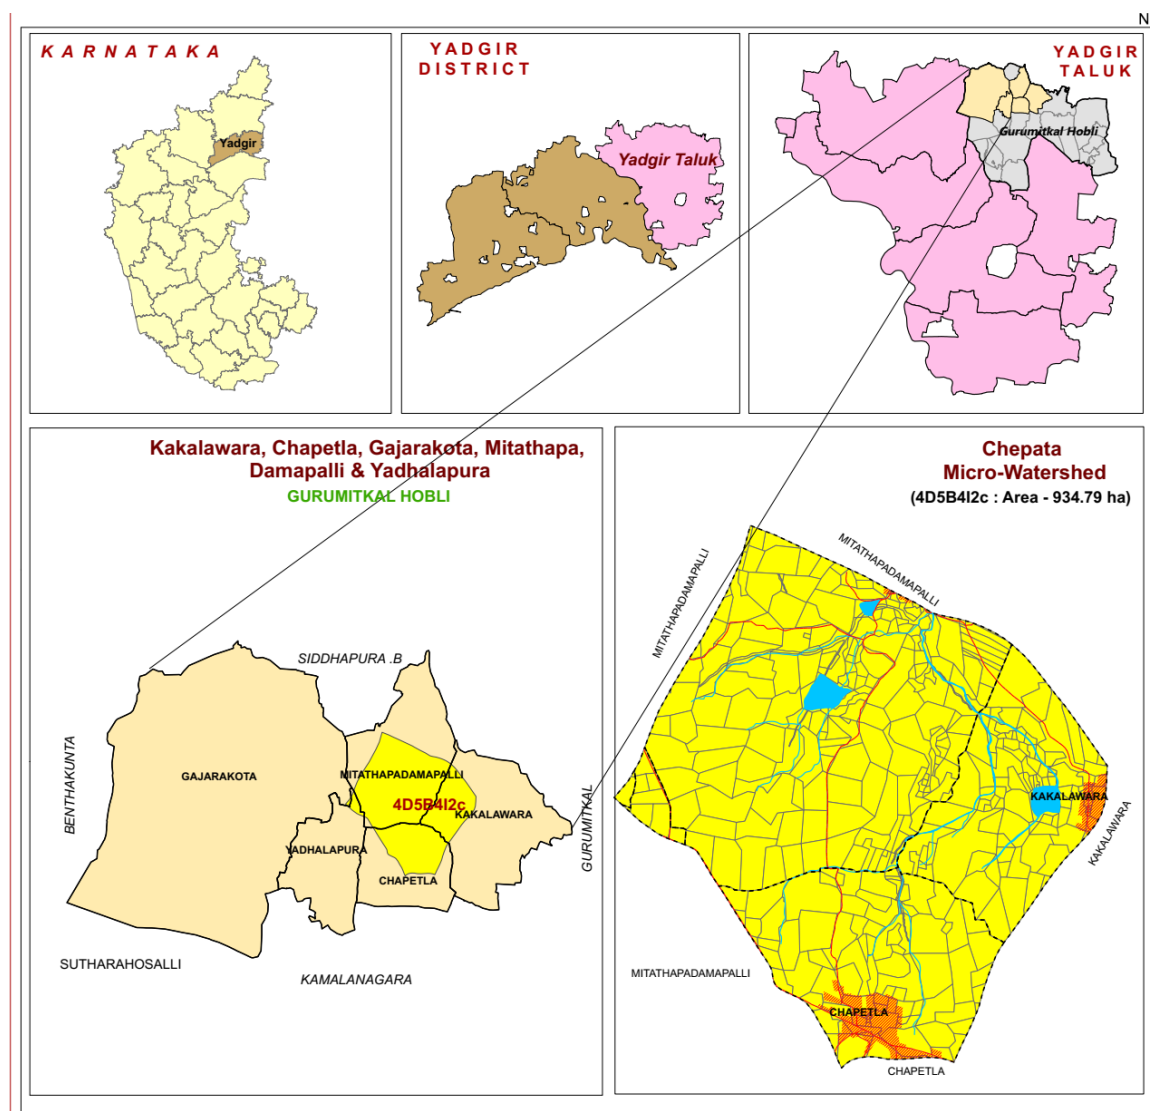 N
K A R N A T A K A
Yadgir
YADGIR
DISTRICT
Yadgir Taluk
YADGIR
TALUK
Gurumitkal Hobli
Kakalawara, Chapetla, Gajarakota, Mitathapa,
Damapalli & Yadhalapura
GURUMITKAL HOBLI
SIDDHAPURA .B
BENTHAKUNTA
GAJARAKOTA
MITATHAPADAMAPALLI
4D5B4I2c
KAKALAWARA
YADHALAPURA
CHAPETLA
GURUMITKAL
SUTHARAHOSALLI
KAMALANAGARA
Chepata
Micro-Watershed
(4D5B4I2c : Area - 934.79 ha)
MITATHAPADAMAPALLI
MITATHAPADAMAPALLI
KAKALAWARA
KAKALAWARA
MITATHAPADAMAPALLI
CHAPETLA
CHAPETLA